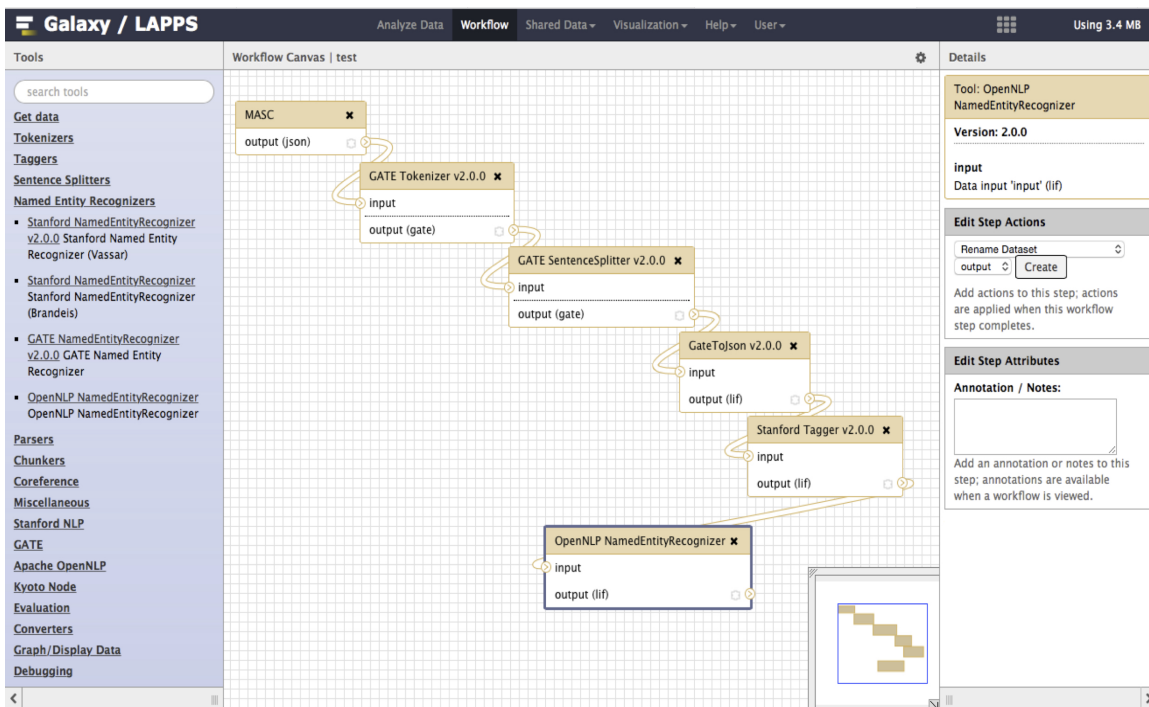 Galaxy / LAPPS
Analyze Data Workflow Shared Data Visualization Help User
Using 3.4 MB
Tools
search tools
Get data
Tokenizers
Taggers
Sentence Splitters
Named Entity Recognizers
Stanford NamedEntityRecognizer
v2.0.0 Stanford Named Entity
Recognizer (Vassar)
Stanford NamedEntityRecognizer
Stanford NamedEntityRecognizer
(Brandeis)
GATE NamedEntityRecognizer
v2.0.0 GATE Named Entity
Recognizer
OpenNLP NamedEntityRecognizer
OpenNLP NamedEntityRecognizer
Parsers
Chunkers
Coreference
Miscellaneous
Stanford NLP
GATE
Apache OpenNLP
Kyoto Node
Evaluation
Converters
Graph/Display Data
Debugging
Workflow Canvas | test
MASC
output (json)
GATE Tokenizer v2.0.0
input
output (gate)
GATE SentenceSplitter v2.0.0
input
output (gate)
GateToJson v2.0.0
input
output (lif)
Stanford Tagger v2.0.0
input
output (lif)
OpenNLP NamedEntityRecognizer
input
output (lif)
Details
Tool: OpenNLP
NamedEntityRecognizer
Version: 2.0.0
input
Data input 'input' (lif)
Edit Step Actions
Rename Dataset
output Create
Add actions to this step; actions
are applied when this workflow
step completes.
Edit Step Attributes
Annotation / Notes:
Add an annotation or notes to this
step; annotations are available
when a workflow is viewed.